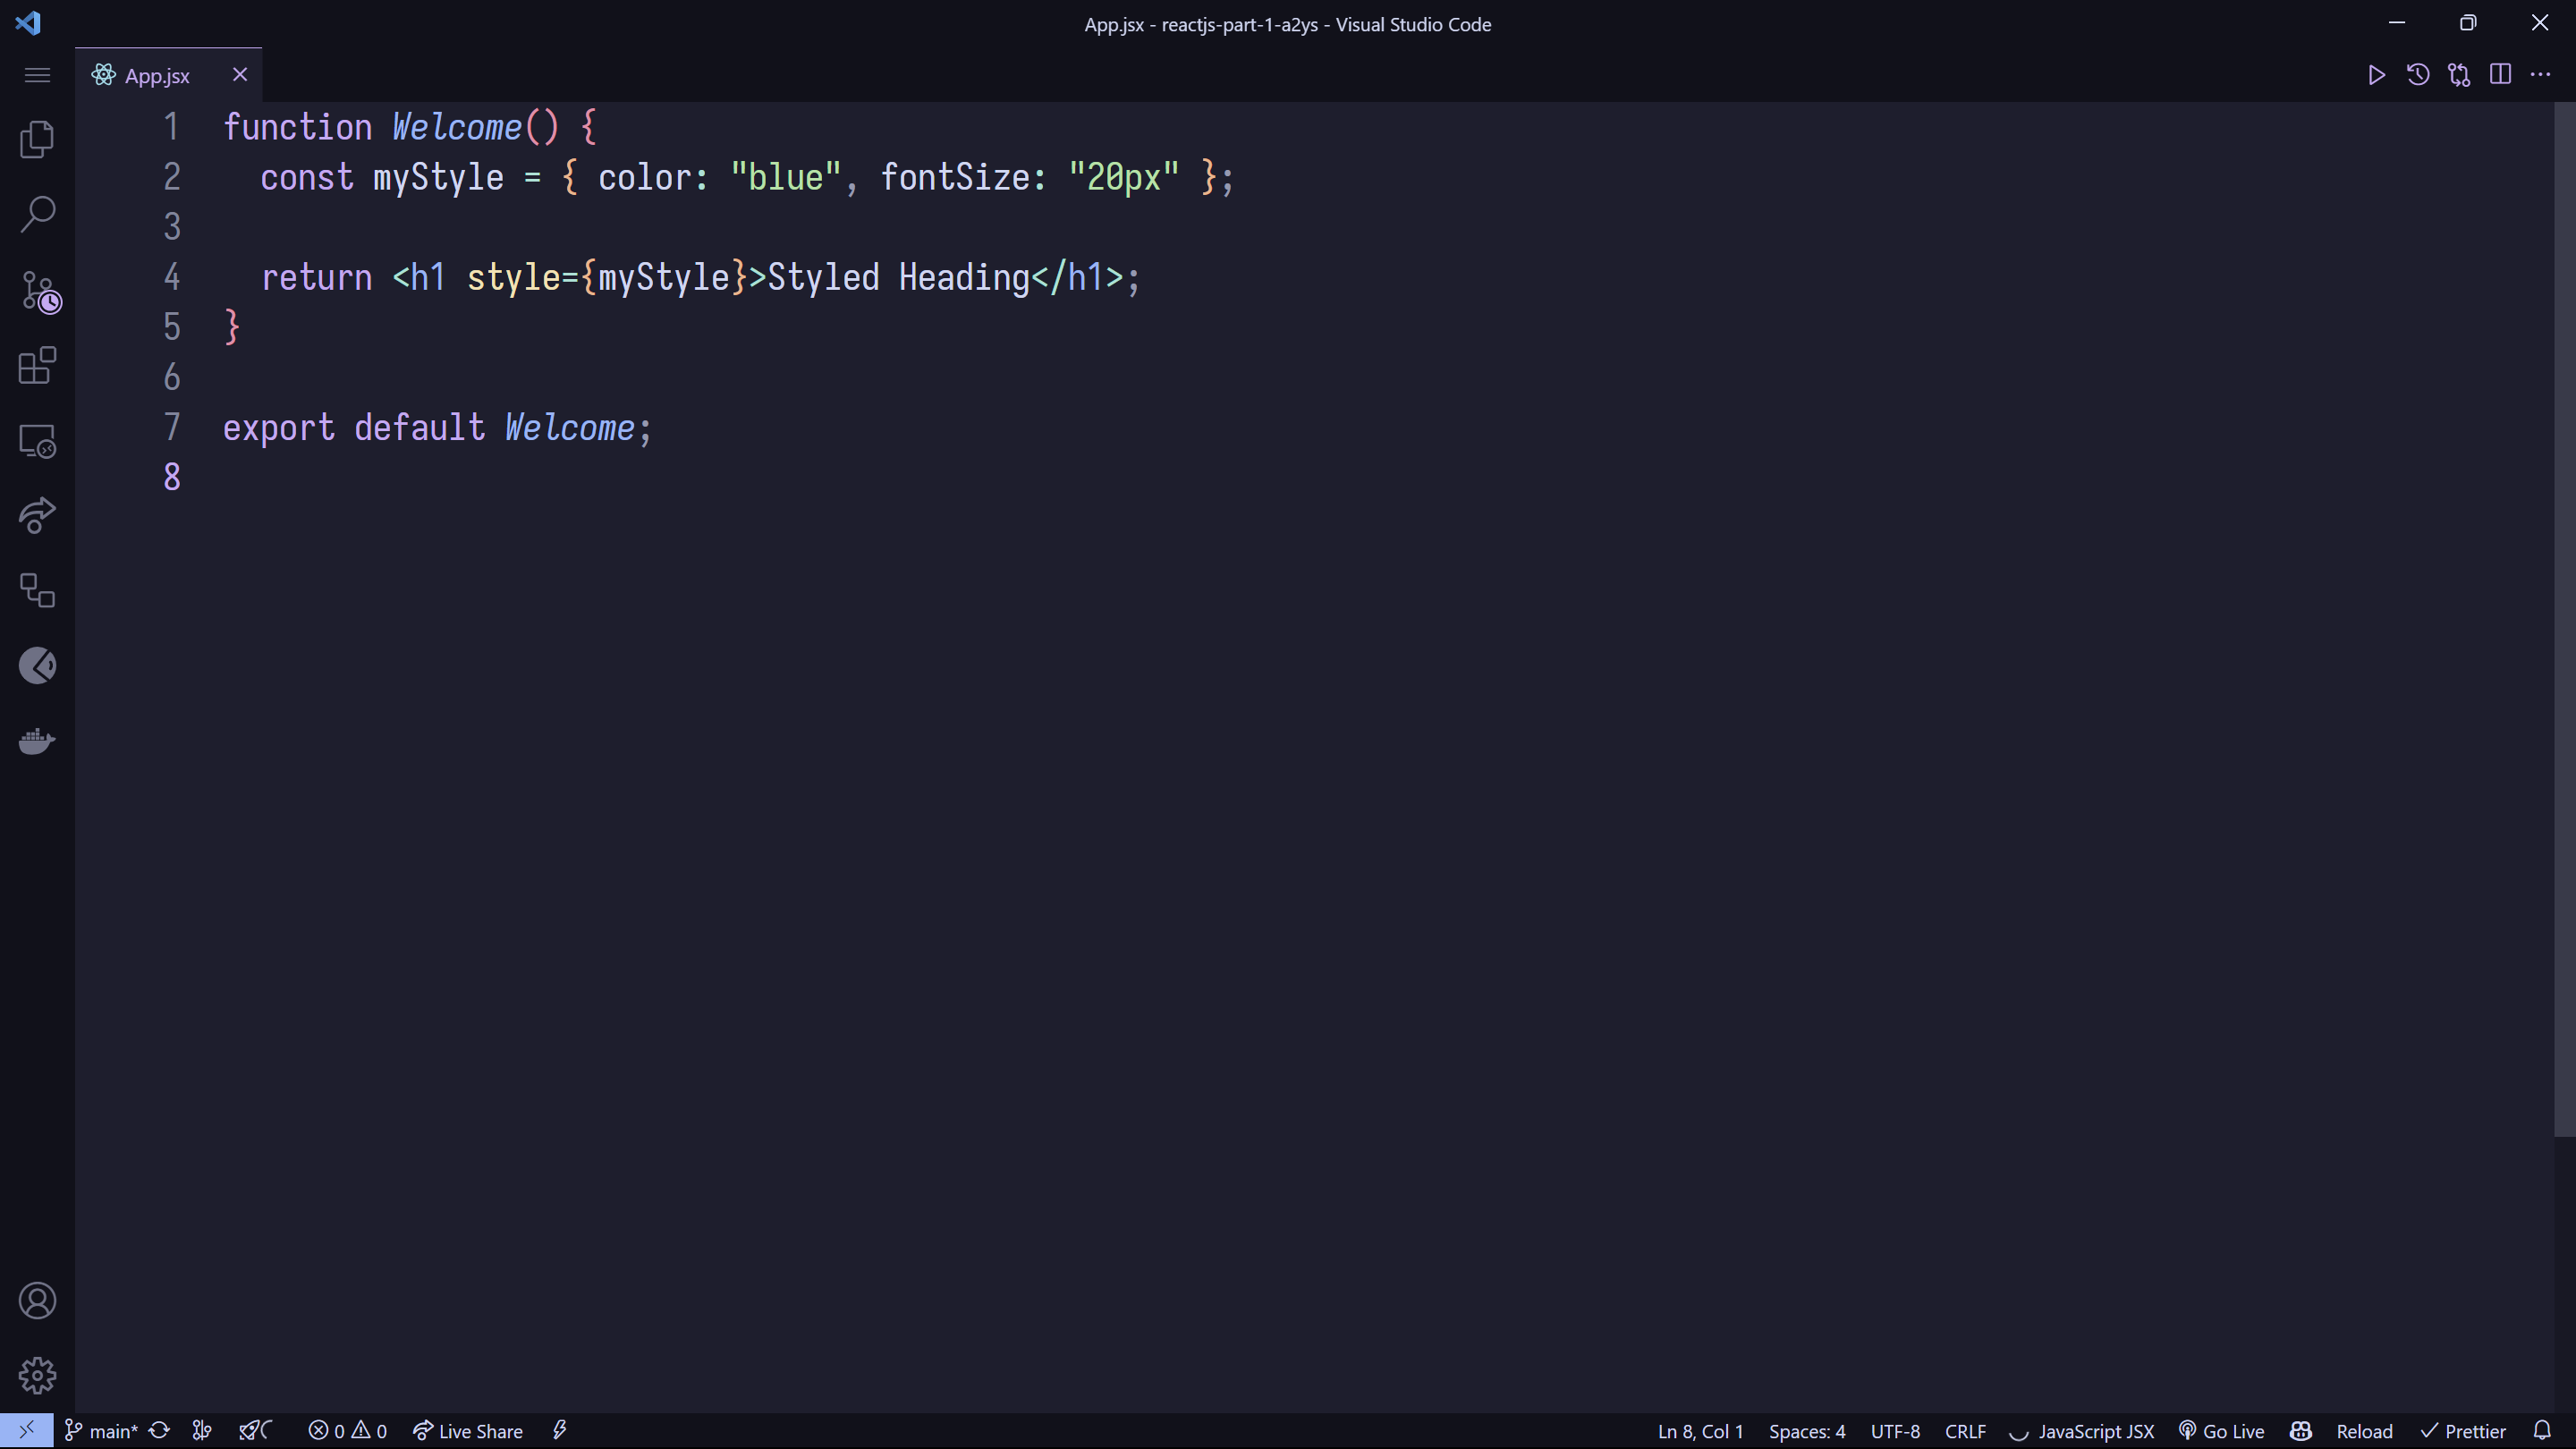 App.jsx - reactjs-part-1-a2ys - Visual Studio Code
App.jsx
1 function Welcome() {
2 const myStyle = { color: "blue", fontSize: "20px" };
3
4 return <h1 style={myStyle}>Styled Heading</h1>;
5 }
6
7 export default Welcome;
8
main* 0 0 Live Share Ln 8, Col 1 Spaces: 4 UTF-8 CRLF JavaScript JSX Go Live Reload Prettier